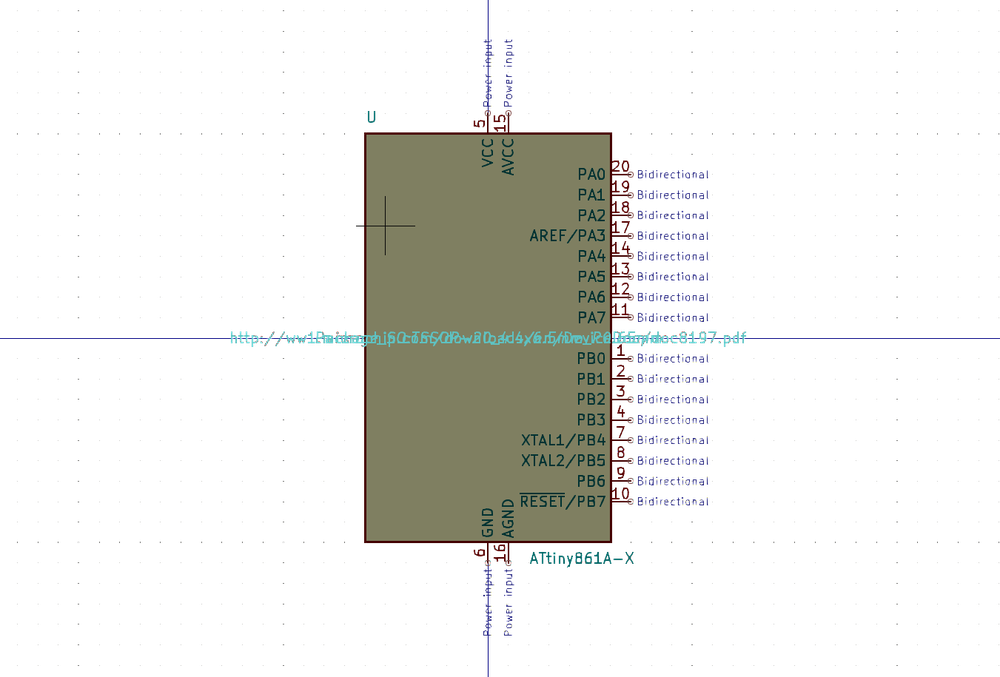 Power input
Power input
U
5
15
VCC
AVCC
PA0 20 Bidirectional
PA1 19 Bidirectional
PA2 18 Bidirectional
AREF/PA3 17 Bidirectional
PA4 14 Bidirectional
PA5 13 Bidirectional
PA6 12 Bidirectional
PA7 11 Bidirectional
PB0 1 Bidirectional
PB1 2 Bidirectional
PB2 3 Bidirectional
PB3 4 Bidirectional
XTAL1/PB4 7 Bidirectional
XTAL2/PB5 8 Bidirectional
PB6 9 Bidirectional
RESET/PB7 10 Bidirectional
GND
AGND
6
16
ATtiny861A-X
Power input
Power input